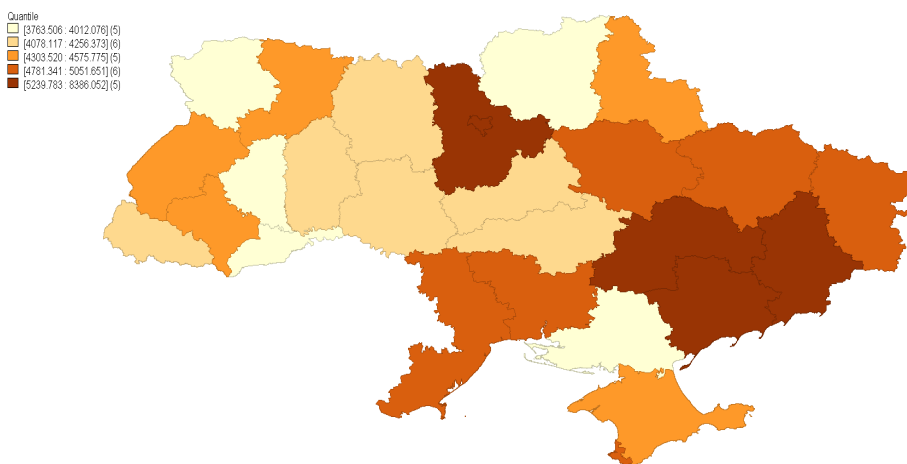 Quantile
[3763.506 : 4012.076] (5)
[4078.117 : 4256.373] (6)
[4303.520 : 4575.775] (5)
[4781.341 : 5051.651] (6)
[5239.783 : 8386.052] (5)